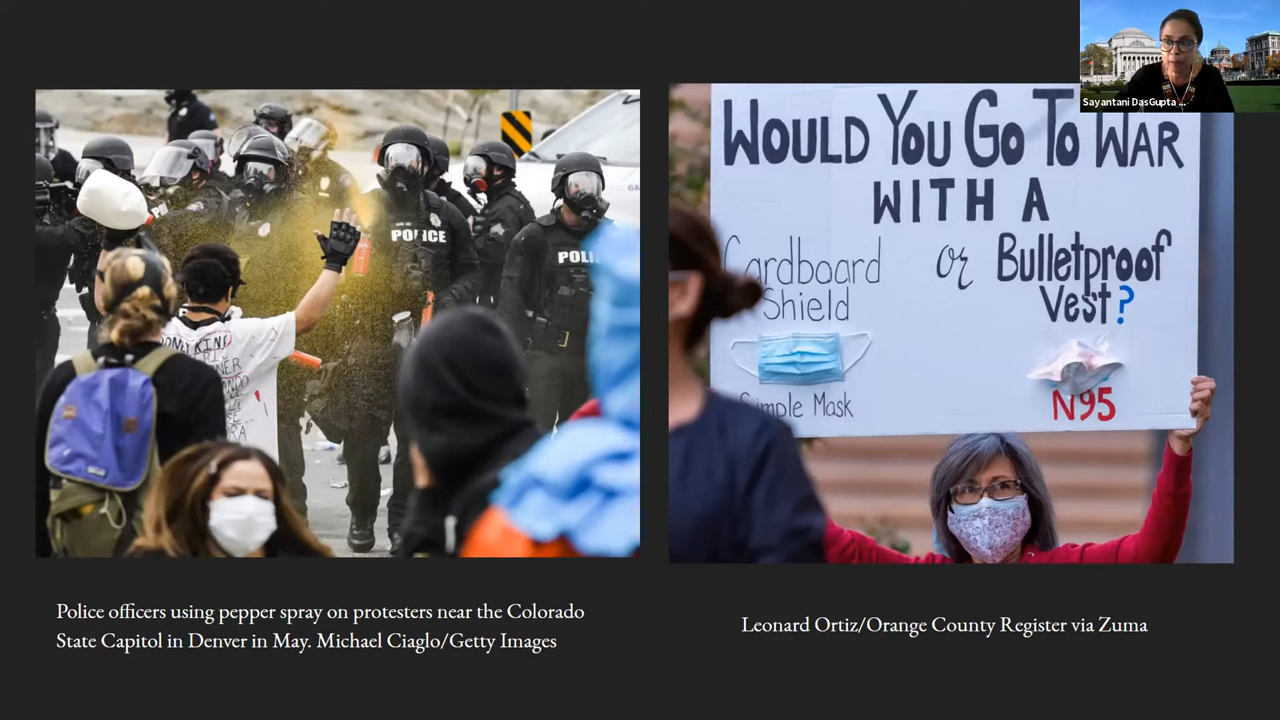 Sayantani DasGupta ...
POLICE
WOULD YOU GO TO WAR
WITH A
Cardboard
Shield
or
Bulletproof
Vest?
Simple Mask
N95
Police officers using pepper spray on protesters near the Colorado
State Capitol in Denver in May. Michael Ciaglo/Getty Images
Leonard Ortiz/Orange County Register via Zuma